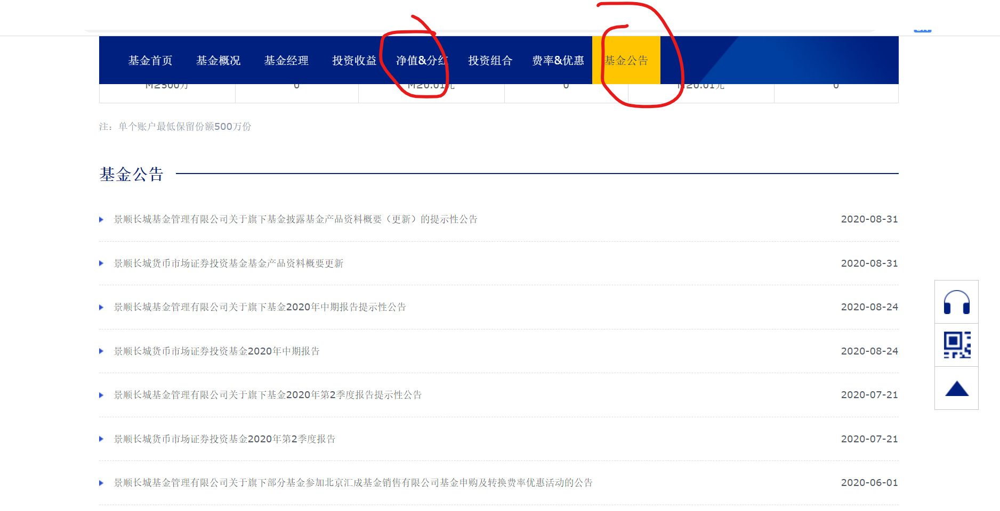 基金首页 基金概况 基金经理 投资收益 净值&分红 投资组合 费率&优惠 基金公告
M≥500万 0 M≥0.01元 0 M≥0.01元 0
注：单个账户最低保留份额500万份
基金公告
景顺长城基金管理有限公司关于旗下基金披露基金产品资料概要（更新）的提示性公告 2020-08-31
景顺长城货币市场证券投资基金基金产品资料概要更新 2020-08-31
景顺长城基金管理有限公司关于旗下基金2020年中期报告提示性公告 2020-08-24
景顺长城货币市场证券投资基金2020年中期报告 2020-08-24
景顺长城基金管理有限公司关于旗下基金2020年第2季度报告提示性公告 2020-07-21
景顺长城货币市场证券投资基金2020年第2季度报告 2020-07-21
景顺长城基金管理有限公司关于旗下部分基金参加北京汇成基金销售有限公司基金申购及转换费率优惠活动的公告 2020-06-01